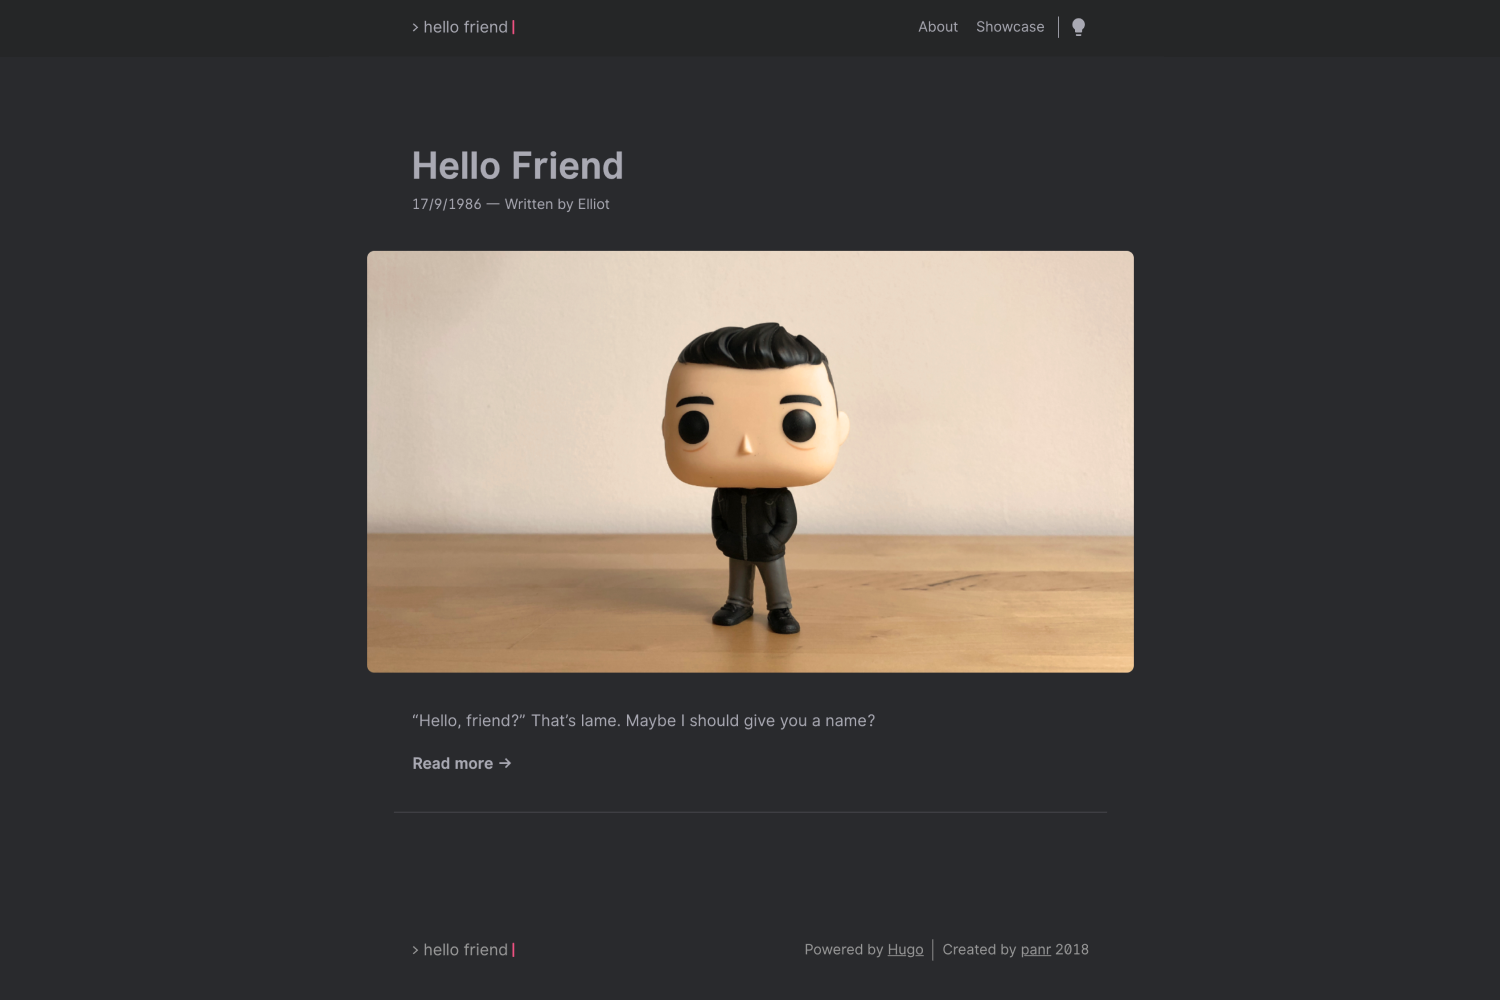 > hello friend
About Showcase
Hello Friend
17/9/1986 — Written by Elliot
“Hello, friend?” That’s lame. Maybe I should give you a name?
Read more →
> hello friend
Powered by Hugo Created by panr 2018